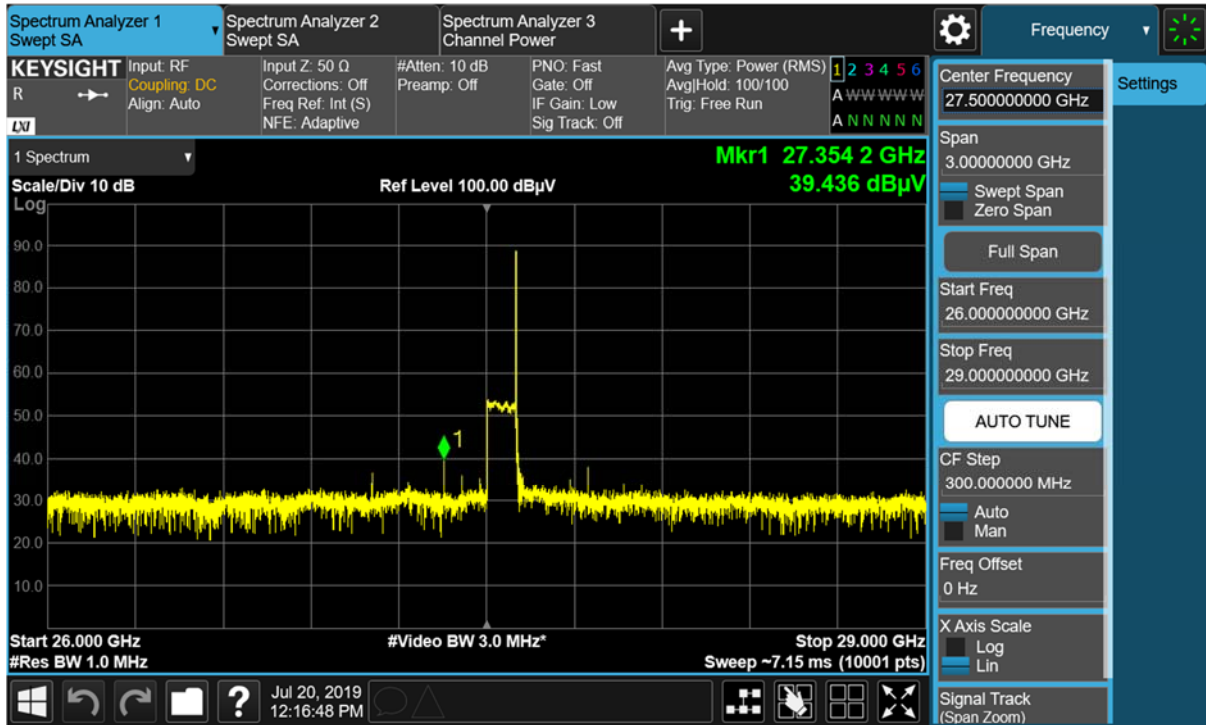 Spectrum Analyzer 1
Swept SA
Spectrum Analyzer 2
Swept SA
Spectrum Analyzer 3
Channel Power
Frequency
KEYSIGHT
R
LXI
Input: RF
Coupling: DC
Align: Auto
Input Z: 50 Ω
Corrections: Off
Freq Ref: Int (S)
NFE: Adaptive
#Atten: 10 dB
Preamp: Off
PNO: Fast
Gate: Off
IF Gain: Low
Sig Track: Off
Avg Type: Power (RMS)
Avg|Hold: 100/100
Trig: Free Run
1 2 3 4 5 6
A W W W W W
A N N N N N
1 Spectrum
Scale/Div 10 dB
Ref Level 100.00 dBµV
Mkr1 27.354 2 GHz
39.436 dBµV
Log
90.0
80.0
70.0
60.0
50.0
40.0
30.0
20.0
10.0
1
Start 26.000 GHz
#Res BW 1.0 MHz
#Video BW 3.0 MHz*
Stop 29.000 GHz
Sweep ~7.15 ms (10001 pts)
Jul 20, 2019
12:16:48 PM
Center Frequency
27.500000000 GHz
Span
3.00000000 GHz
Swept Span
Zero Span
Full Span
Start Freq
26.000000000 GHz
Stop Freq
29.000000000 GHz
AUTO TUNE
CF Step
300.000000 MHz
Auto
Man
Freq Offset
0 Hz
X Axis Scale
Log
Lin
Signal Track
(Span Zoom)
Settings